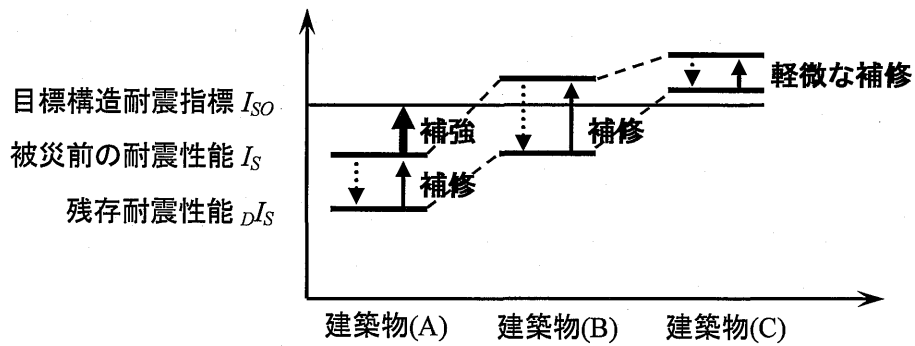 軽微な補修
目標構造耐震指標 ISO
補強
補修
被災前の耐震性能 IS
補修
残存耐震性能 DIS
建築物(A)
建築物(B)
建築物(C)